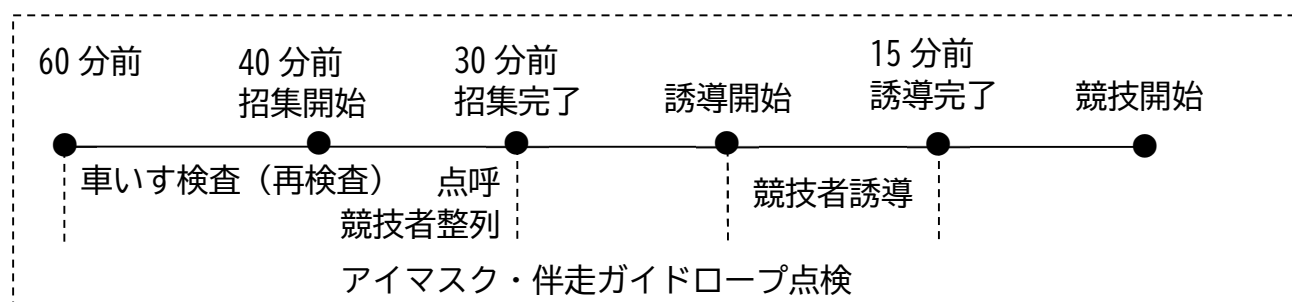 60 分前
40 分前
招集開始
30 分前
招集完了
誘導開始
15 分前
誘導完了
競技開始
車いす検査（再検査）
点呼
競技者整列
競技者誘導
アイマスク・伴走ガイドロープ点検